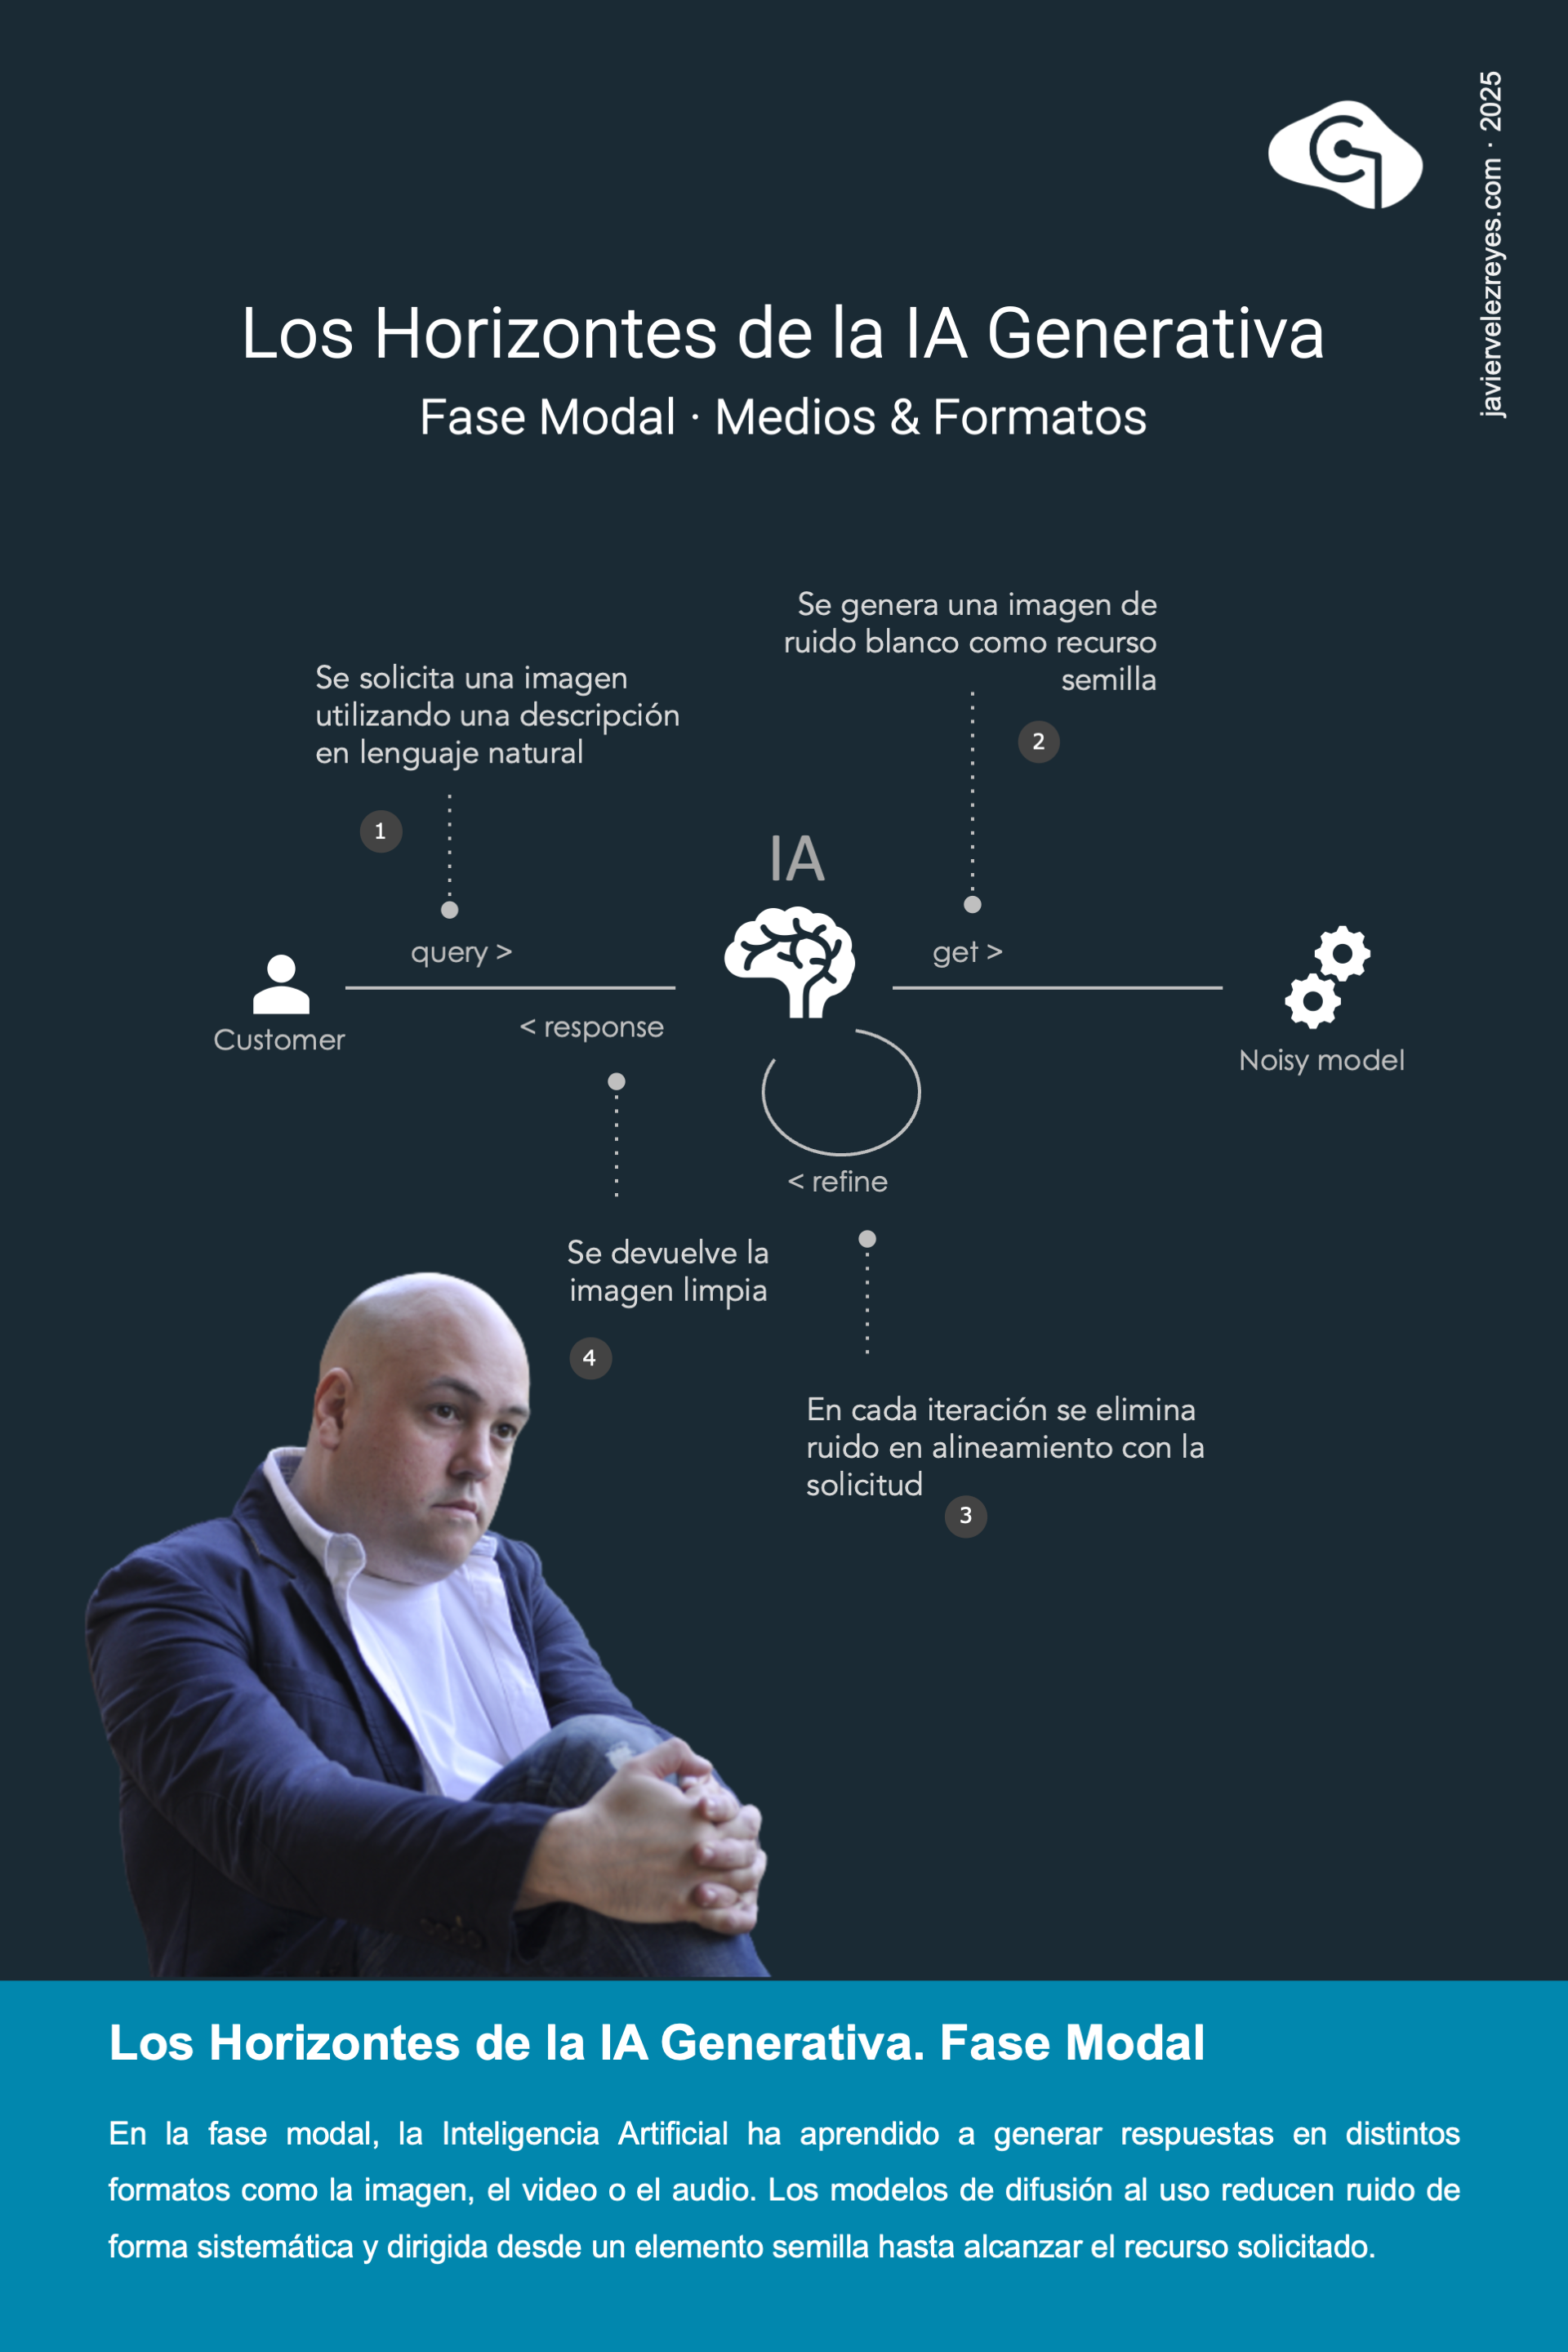 javiervelezreyes.com · 2025
Los Horizontes de la IA Generativa
Fase Modal · Medios & Formatos
Se solicita una imagen
utilizando una descripción
en lenguaje natural
1
Se genera una imagen de
ruido blanco como recurso
semilla
2
IA
query >
get >
Customer
< response
Noisy model
< refine
Se devuelve la
imagen limpia
4
En cada iteración se elimina
ruido en alineamiento con la
solicitud
3
Los Horizontes de la IA Generativa. Fase Modal
En la fase modal, la Inteligencia Artificial ha aprendido a generar respuestas en distintos
formatos como la imagen, el video o el audio. Los modelos de difusión al uso reducen ruido de
forma sistemática y dirigida desde un elemento semilla hasta alcanzar el recurso solicitado.